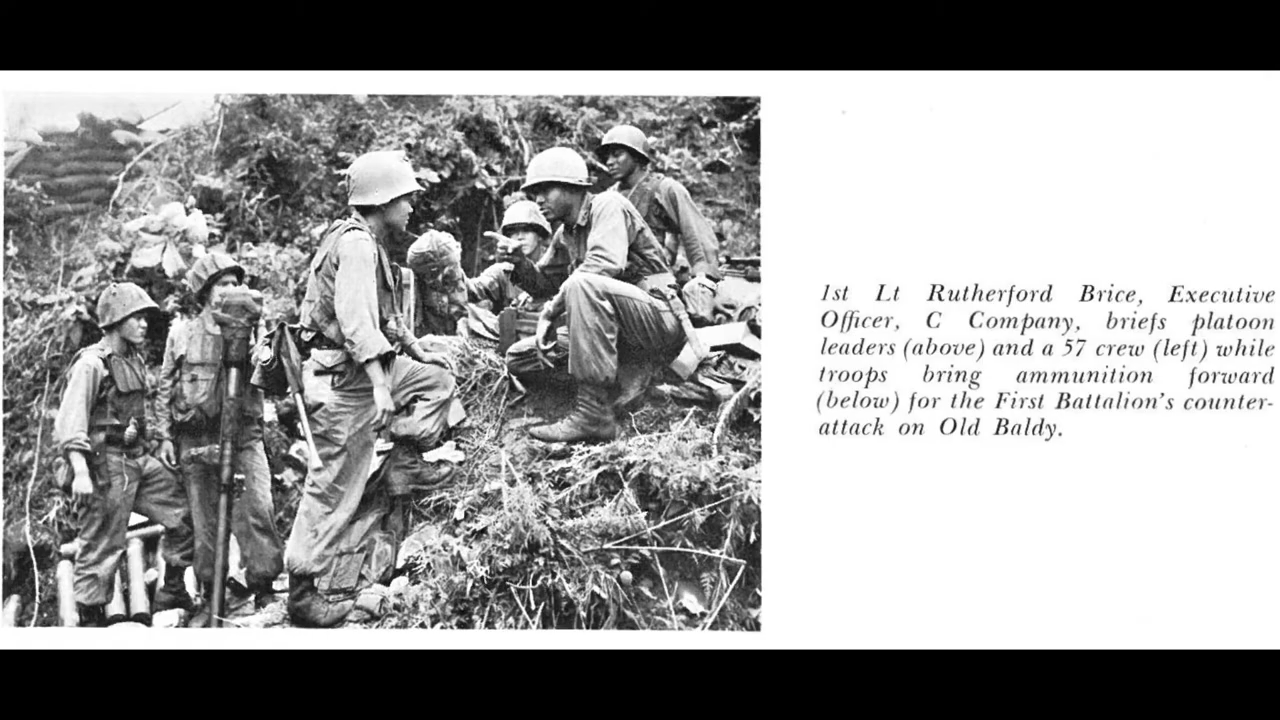 1st Lt Rutherford Brice, Executive
Officer, C Company, briefs platoon
leaders (above) and a 57 crew (left) while
troops bring ammunition forward
(below) for the First Battalion's counter-
attack on Old Baldy.